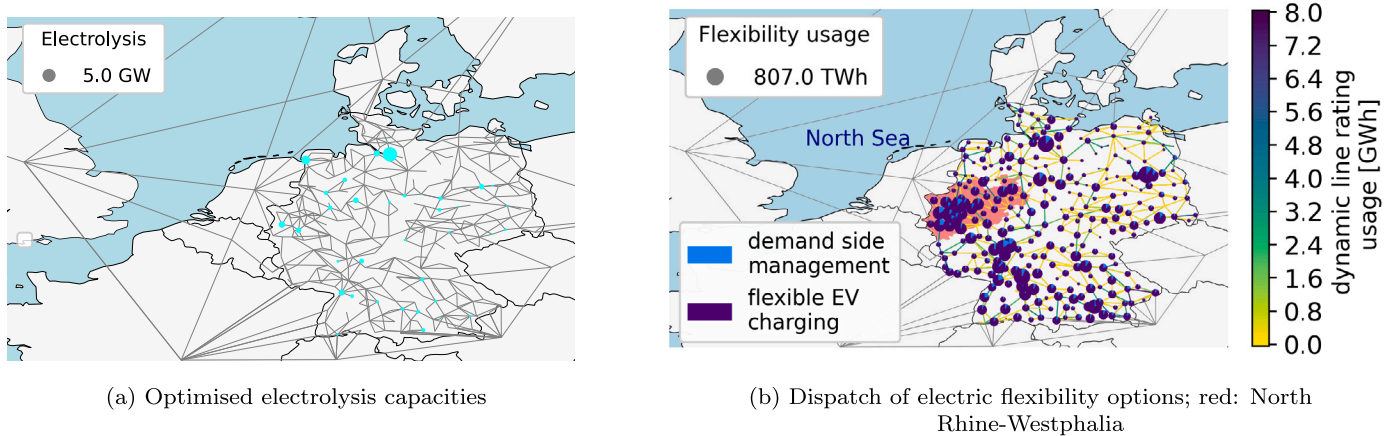 Electrolysis
5.0 GW
(a) Optimised electrolysis capacities
Flexibility usage
807.0 TWh
North Sea
demand side
management
flexible EV
charging
8.0
7.2
6.4
5.6
4.8
4.0
3.2
2.4
1.6
0.8
0.0
dynamic line rating
usage [GWh]
(b) Dispatch of electric flexibility options; red: North
Rhine-Westphalia